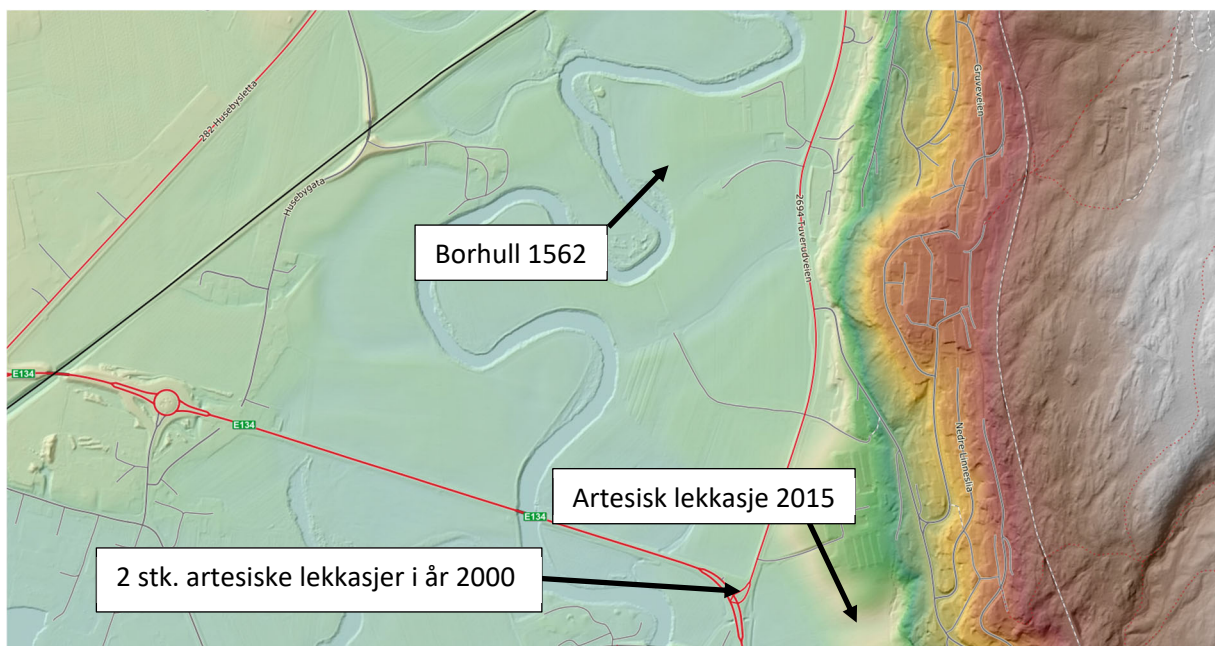 282 Husebysletta
Gruveveien
Husebygata
2694 Tuverudveien
Borhull 1562
E134
E134
Nedre Linneslia
Artesisk lekkasje 2015
E134
2 stk. artesiske lekkasjer i år 2000